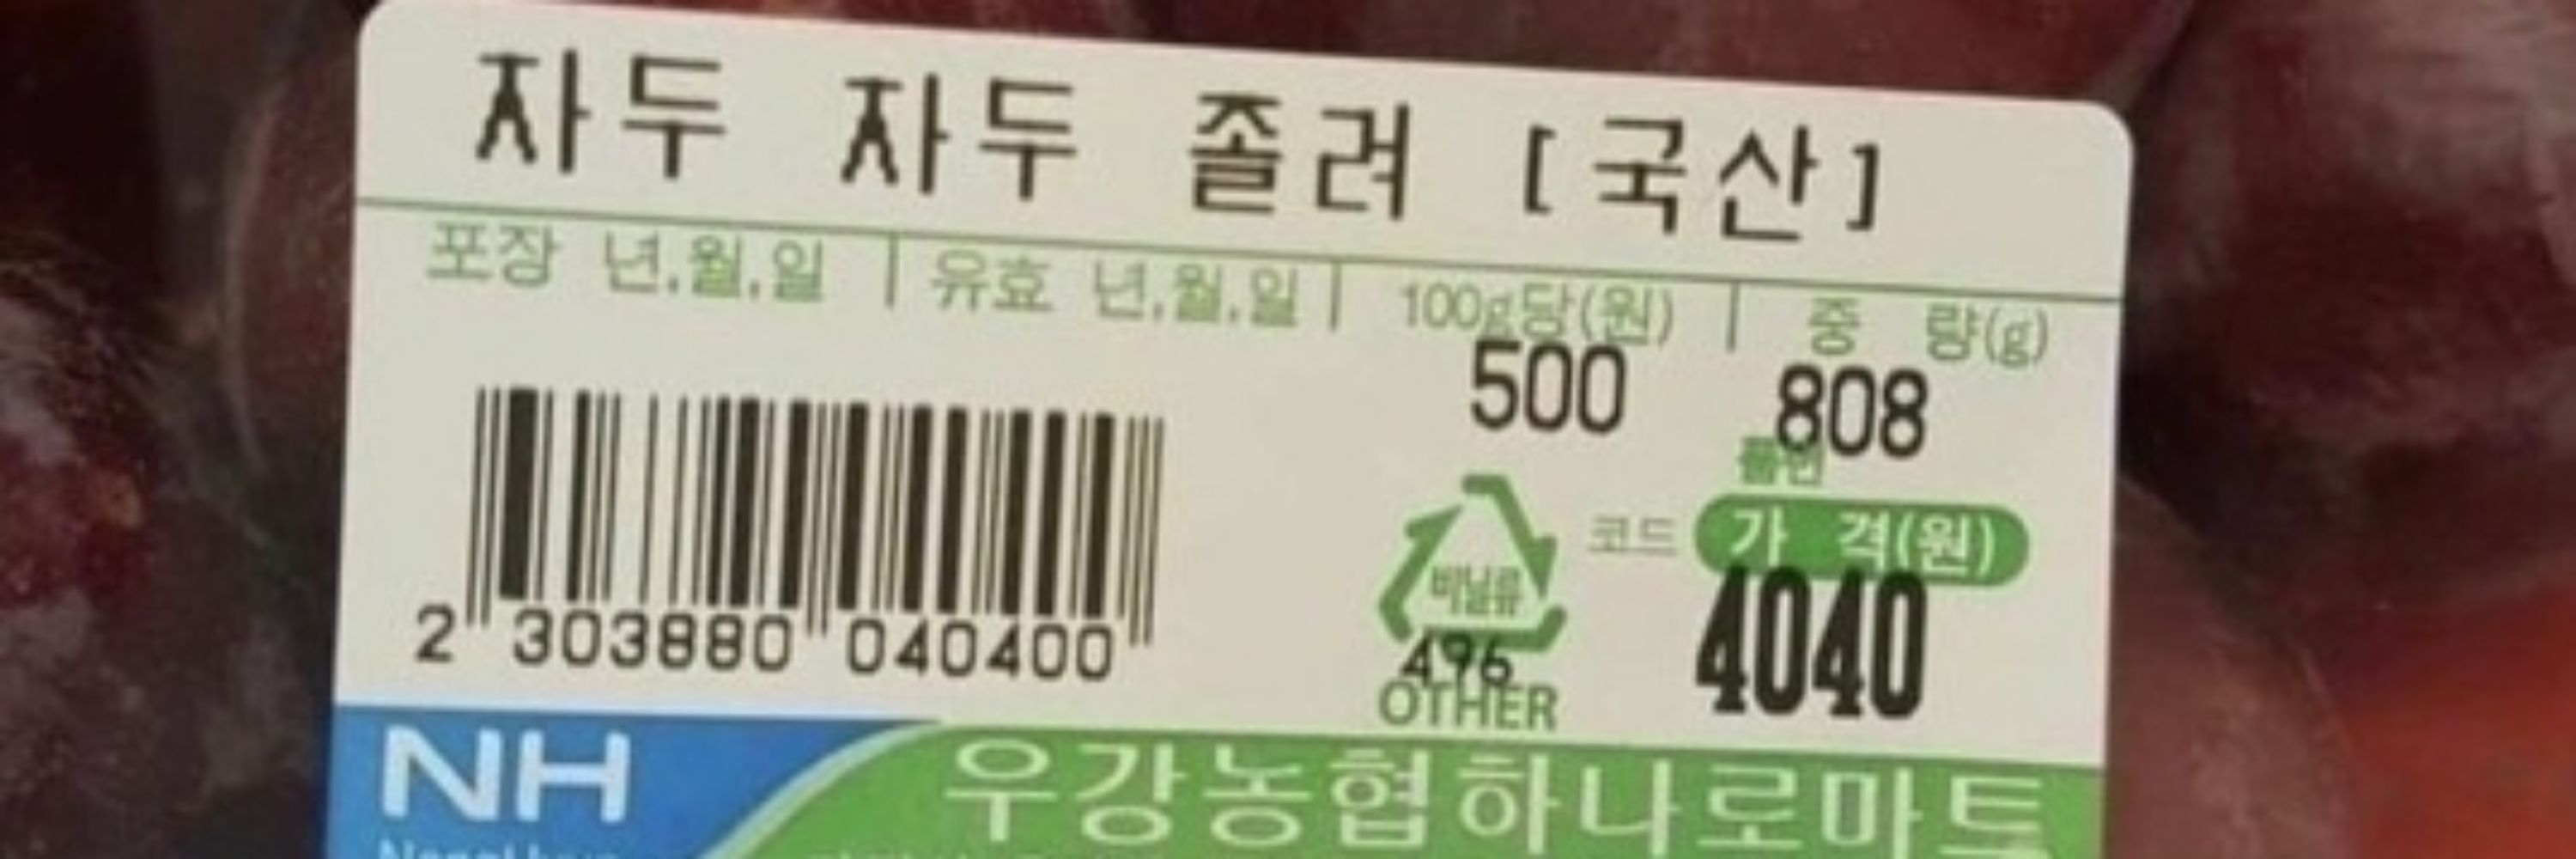 자두 자두 졸려 [국산]
포장 년,월,일 유효 년,월,일 100g당(원) 중 량(g)
500 808
코드 가 격(원)
비닐류
4040
2 303880 040400
496
OTHER
NH
우강농협하나로마트